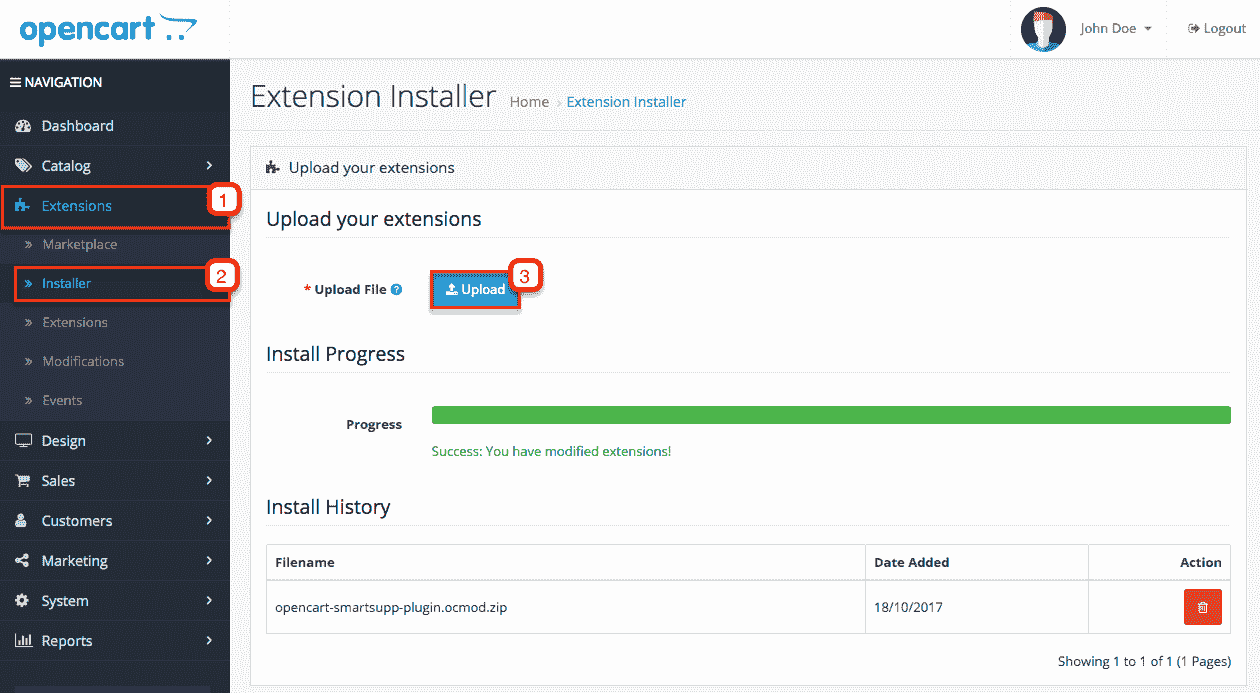 opencart
John Doe
Logout
NAVIGATION
Dashboard
Catalog
Extensions
1
Marketplace
Installer
2
Extensions
Modifications
Events
Design
Sales
Customers
Marketing
System
Reports
Extension Installer Home › Extension Installer
Upload your extensions
Upload your extensions
* Upload File ? Upload
3
Install Progress
Progress
Success: You have modified extensions!
Install History
Filename Date Added Action
opencart-smartsupp-plugin.ocmod.zip 18/10/2017
Showing 1 to 1 of 1 (1 Pages)